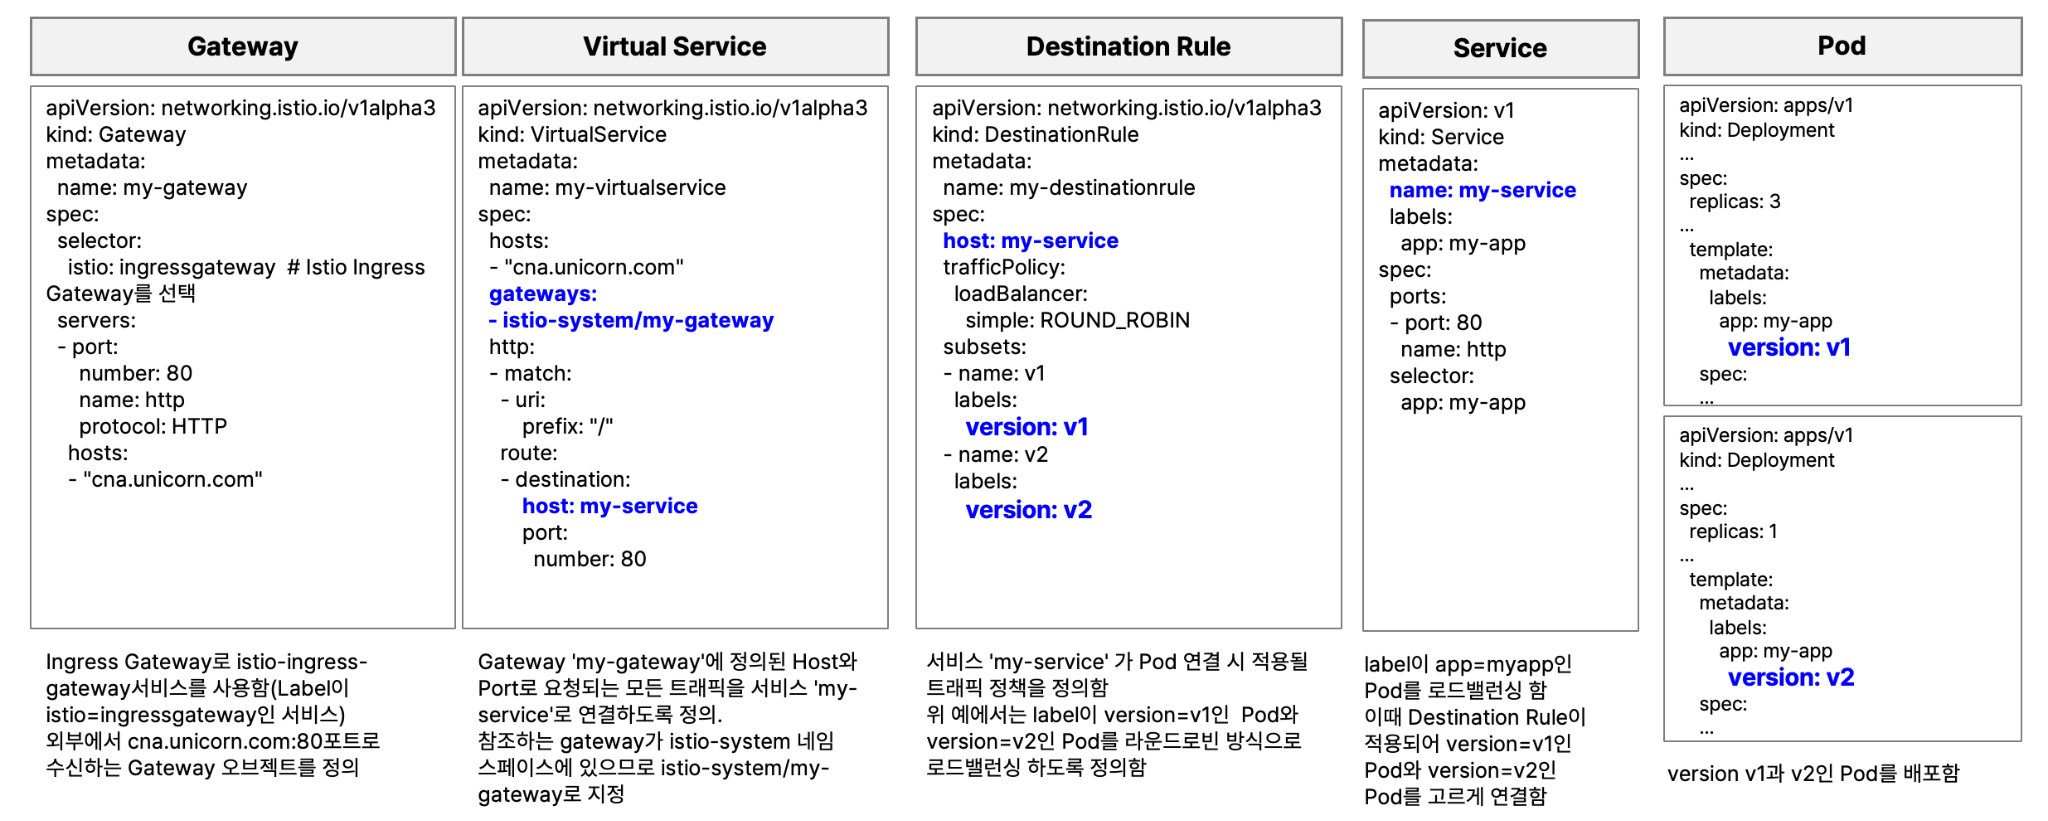 Gateway
apiVersion: networking.istio.io/v1alpha3
kind: Gateway
metadata:
  name: my-gateway
spec:
  selector:
    istio: ingressgateway  # Istio Ingress
Gateway를 선택
  servers:
  - port:
      number: 80
      name: http
      protocol: HTTP
    hosts:
    - "cna.unicorn.com"
Ingress Gateway로 istio-ingress-
gateway서비스를 사용함(Label이
istio=ingressgateway인 서비스)
외부에서 cna.unicorn.com:80포트로
수신하는 Gateway 오브젝트를 정의
Virtual Service
apiVersion: networking.istio.io/v1alpha3
kind: VirtualService
metadata:
  name: my-virtualservice
spec:
  hosts:
  - "cna.unicorn.com"
  gateways:
  - istio-system/my-gateway
  http:
  - match:
    - uri:
        prefix: "/"
    route:
    - destination:
        host: my-service
        port:
          number: 80
Gateway 'my-gateway'에 정의된 Host와
Port로 요청되는 모든 트래픽을 서비스 'my-
service'로 연결하도록 정의.
참조하는 gateway가 istio-system 네임
스페이스에 있으므로 istio-system/my-
gateway로 지정
Destination Rule
apiVersion: networking.istio.io/v1alpha3
kind: DestinationRule
metadata:
  name: my-destinationrule
spec:
  host: my-service
  trafficPolicy:
    loadBalancer:
      simple: ROUND_ROBIN
  subsets:
  - name: v1
    labels:
      version: v1
  - name: v2
    labels:
      version: v2
서비스 'my-service' 가 Pod 연결 시 적용될
트래픽 정책을 정의함
위 예에서는 label이 version=v1인  Pod와
version=v2인 Pod를 라운드로빈 방식으로
로드밸런싱 하도록 정의함
Service
apiVersion: v1
kind: Service
metadata:
  name: my-service
  labels:
    app: my-app
spec:
  ports:
  - port: 80
    name: http
  selector:
    app: my-app
label이 app=myapp인
Pod를 로드밸런싱 함
이때 Destination Rule이
적용되어 version=v1인
Pod와 version=v2인
Pod를 고르게 연결함
Pod
apiVersion: apps/v1
kind: Deployment
...
spec:
  replicas: 3
...
  template:
    metadata:
      labels:
        app: my-app
        version: v1
    spec:
    ...
apiVersion: apps/v1
kind: Deployment
...
spec:
  replicas: 1
...
  template:
    metadata:
      labels:
        app: my-app
        version: v2
    spec:
    ...
version v1과 v2인 Pod를 배포함